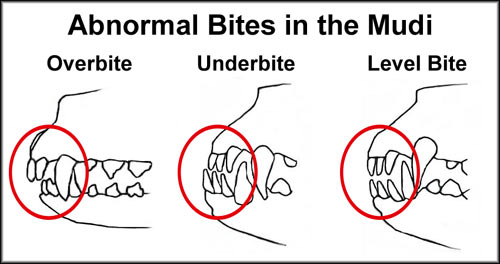 Abnormal Bites in the Mudi
Overbite Underbite Level Bite